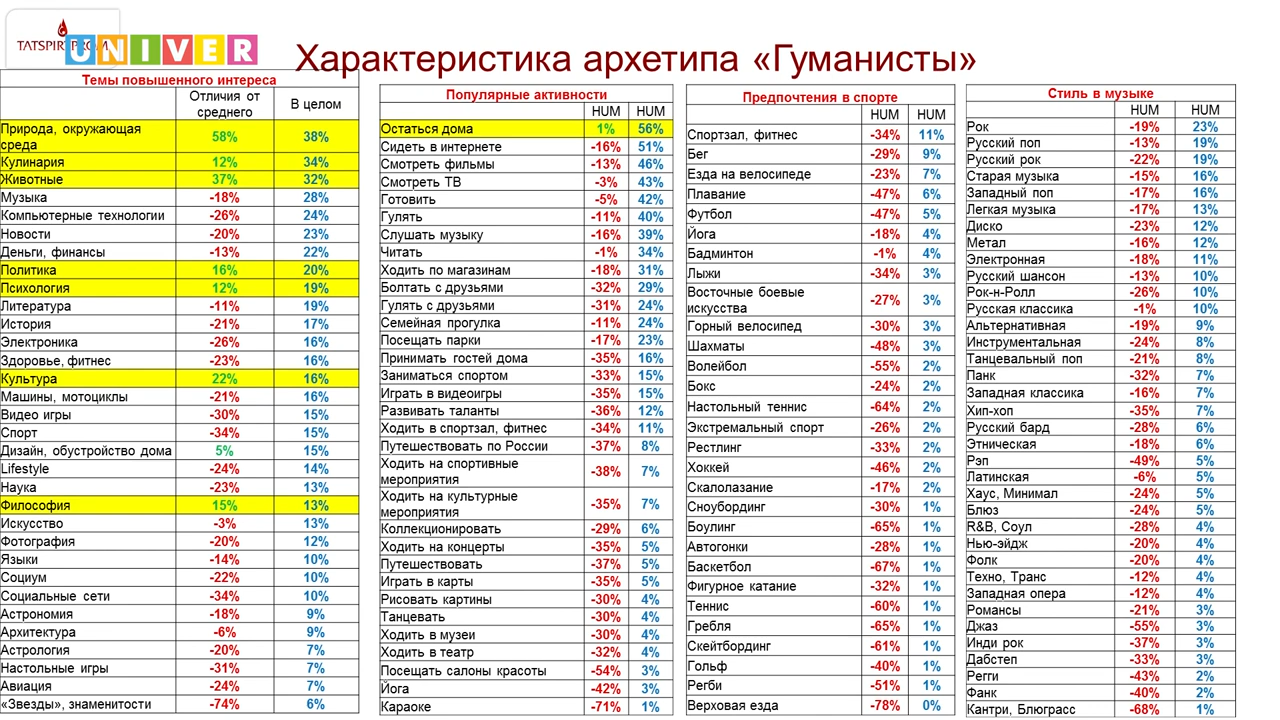 TATSPIRTPROM
UNIVER
Характеристика архетипа «Гуманисты»
Темы повышенного интереса
Отличия от среднего В целом
Природа, окружающая среда 58% 38%
Кулинария 12% 34%
Животные 37% 32%
Музыка -18% 28%
Компьютерные технологии -26% 24%
Новости -20% 23%
Деньги, финансы -13% 22%
Политика 16% 20%
Психология 12% 19%
Литература -11% 19%
История -21% 17%
Электроника -26% 16%
Здоровье, фитнес -23% 16%
Культура 22% 16%
Машины, мотоциклы -21% 16%
Видео игры -30% 15%
Спорт -34% 15%
Дизайн, обустройство дома 5% 15%
Lifestyle -24% 14%
Наука -23% 13%
Философия 15% 13%
Искусство -3% 13%
Фотография -20% 12%
Языки -14% 10%
Социум -22% 10%
Социальные сети -34% 10%
Астрономия -18% 9%
Архитектура -6% 9%
Астрология -20% 7%
Настольные игры -31% 7%
Авиация -24% 7%
«Звезды», знаменитости -74% 6%
Популярные активности
HUM HUM
Остаться дома 1% 56%
Сидеть в интернете -16% 51%
Смотреть фильмы -13% 46%
Смотреть ТВ -3% 43%
Готовить -5% 42%
Гулять -11% 40%
Слушать музыку -16% 39%
Читать -1% 34%
Ходить по магазинам -18% 31%
Болтать с друзьями -32% 29%
Гулять с друзьями -31% 24%
Семейная прогулка -11% 24%
Посещать парки -17% 23%
Принимать гостей дома -35% 16%
Заниматься спортом -33% 15%
Играть в видеоигры -35% 15%
Развивать таланты -36% 12%
Ходить в спортзал, фитнес -34% 11%
Путешествовать по России -37% 8%
Ходить на спортивные мероприятия -38% 7%
Ходить на культурные мероприятия -35% 7%
Коллекционировать -29% 6%
Ходить на концерты -35% 5%
Путешествовать -37% 5%
Играть в карты -35% 5%
Рисовать картины -30% 4%
Танцевать -30% 4%
Ходить в музеи -30% 4%
Ходить в театр -32% 4%
Посещать салоны красоты -54% 3%
Йога -42% 3%
Караоке -71% 1%
Предпочтения в спорте
HUM HUM
Спортзал, фитнес -34% 11%
Бег -29% 9%
Езда на велосипеде -23% 7%
Плавание -47% 6%
Футбол -47% 5%
Йога -18% 4%
Бадминтон -1% 4%
Лыжи -34% 3%
Восточные боевые искусства -27% 3%
Горный велосипед -30% 3%
Шахматы -48% 3%
Волейбол -55% 2%
Бокс -24% 2%
Настольный теннис -64% 2%
Экстремальный спорт -26% 2%
Рестлинг -33% 2%
Хоккей -46% 2%
Скалолазание -17% 2%
Сноубординг -30% 1%
Боулинг -65% 1%
Автогонки -28% 1%
Баскетбол -67% 1%
Фигурное катание -32% 1%
Теннис -60% 1%
Гребля -65% 1%
Скейтбординг -61% 1%
Гольф -40% 1%
Регби -51% 1%
Верховая езда -78% 0%
Стиль в музыке
HUM HUM
Рок -19% 23%
Русский поп -13% 19%
Русский рок -22% 19%
Старая музыка -15% 16%
Западный поп -17% 16%
Легкая музыка -17% 13%
Диско -23% 12%
Метал -16% 12%
Электронная -18% 11%
Русский шансон -13% 10%
Рок-н-Ролл -26% 10%
Русская классика -1% 10%
Альтернативная -19% 9%
Инструментальная -24% 8%
Танцевальный поп -21% 8%
Панк -32% 7%
Западная классика -16% 7%
Хип-хоп -35% 7%
Русский бард -28% 6%
Этническая -18% 6%
Рэп -49% 5%
Латинская -6% 5%
Хаус, Минимал -24% 5%
Блюз -24% 5%
R&B, Соул -28% 4%
Нью-эйдж -20% 4%
Фолк -20% 4%
Техно, Транс -12% 4%
Западная опера -12% 4%
Романсы -21% 3%
Джаз -55% 3%
Инди рок -37% 3%
Дабстеп -33% 3%
Регги -43% 2%
Фанк -40% 2%
Кантри, Блюграсс -68% 1%